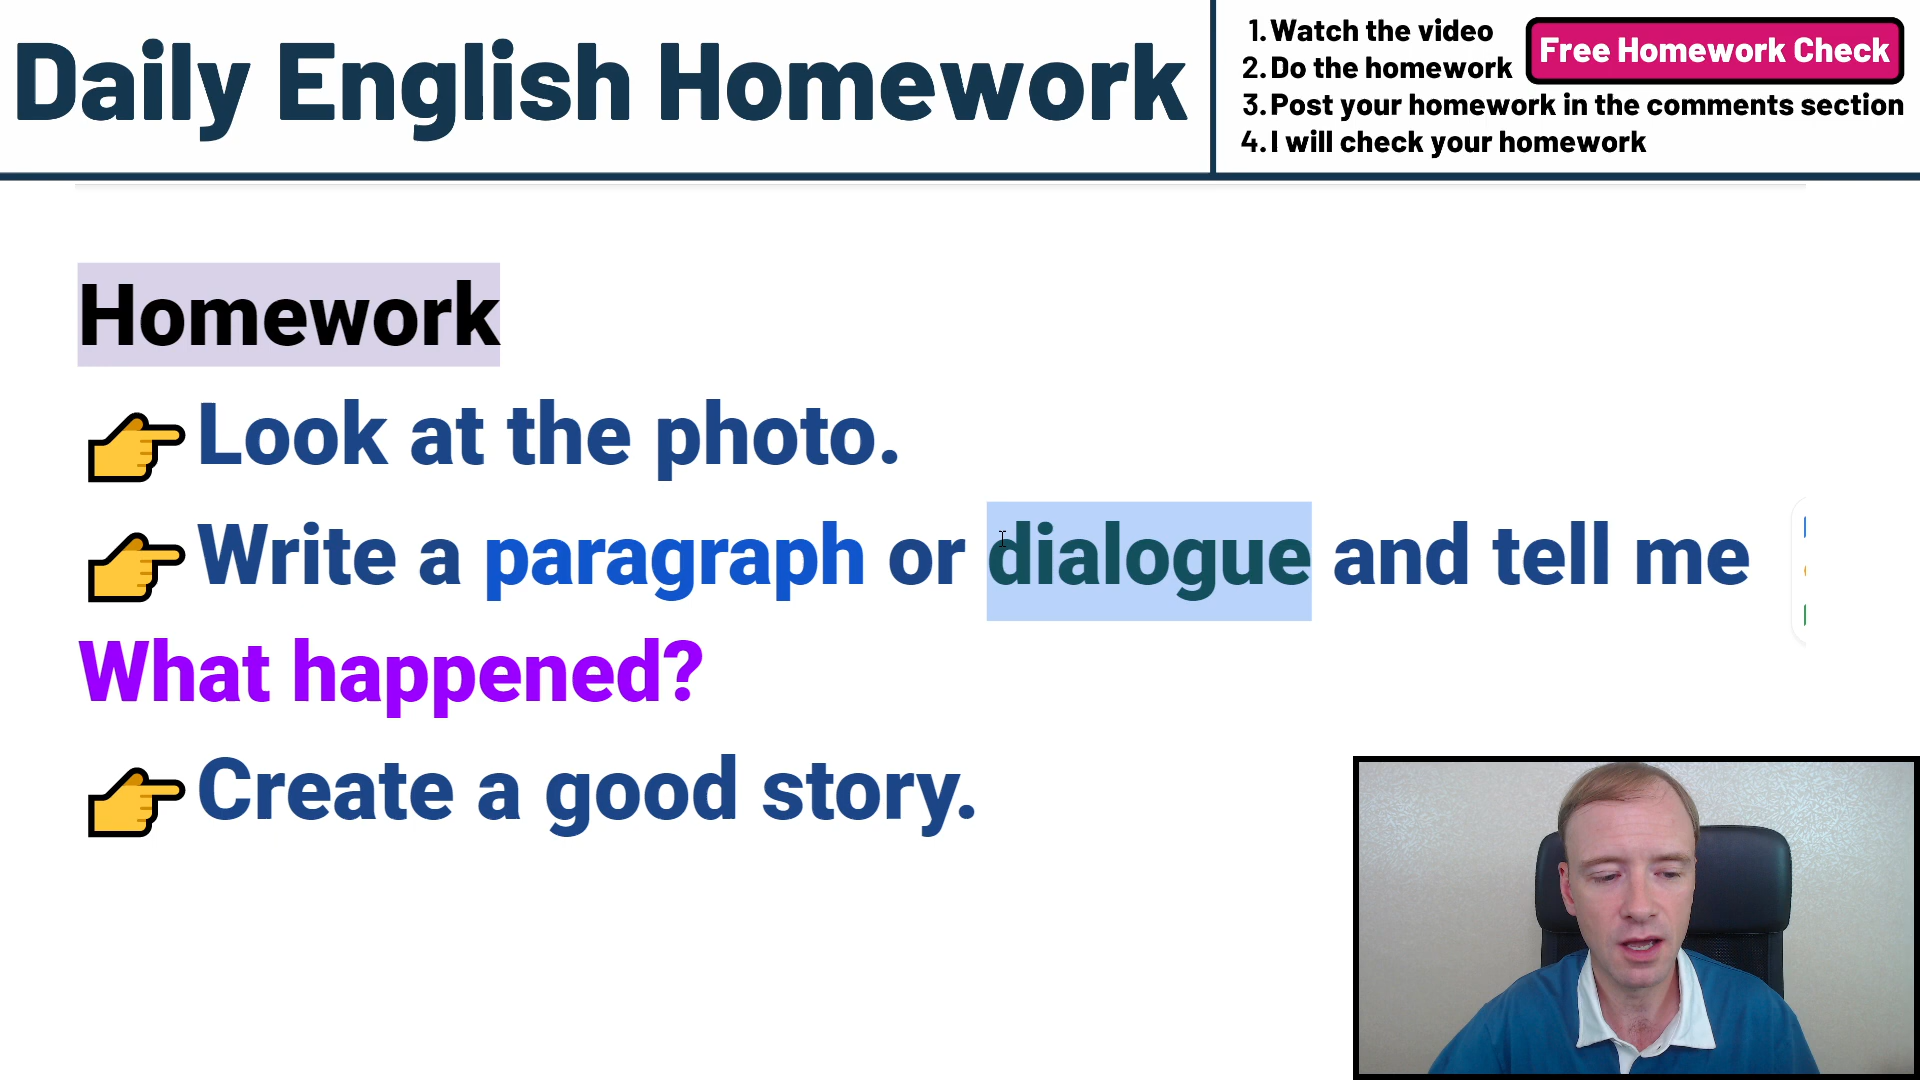 Daily English Homework
1. Watch the video
2. Do the homework
Free Homework Check
3. Post your homework in the comments section
4. I will check your homework
Homework
👉Look at the photo.
👉Write a paragraph or dialogue and tell me
What happened?
👉Create a good story.